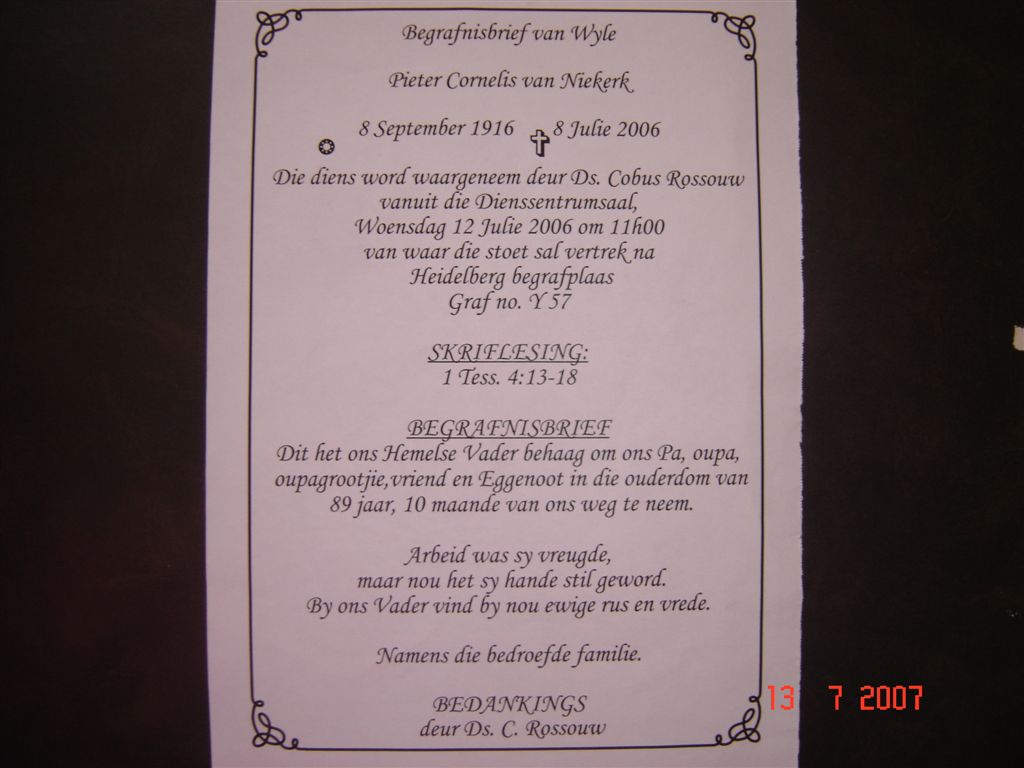 Begrafnisbrief van Wyle
Pieter Cornelis van Niekerk
8 September 1916 8 Julie 2006
Die diens word waargeneem deur Ds. Cobus Rossouw
vanuit die Dienssentrumsaal,
Woensdag 12 Julie 2006 om 11h00
van waar die stoet sal vertrek na
Heidelberg begrafplaas
Graf no. Y 57
SKRIFLESING:
1 Tess. 4:13-18
BEGRAFNISBRIEF
Dit het ons Hemelse Vader behaag om ons Pa, oupa,
oupagrootjie,vriend en Eggenoot in die ouderdom van
89 jaar, 10 maande van ons weg te neem.
Arbeid was sy vreugde,
maar nou het sy hande stil geword.
By ons Vader vind by nou ewige rus en vrede.
Namens die bedroefde familie.
BEDANKINGS
deur Ds. C. Rossouw
13 7 2007